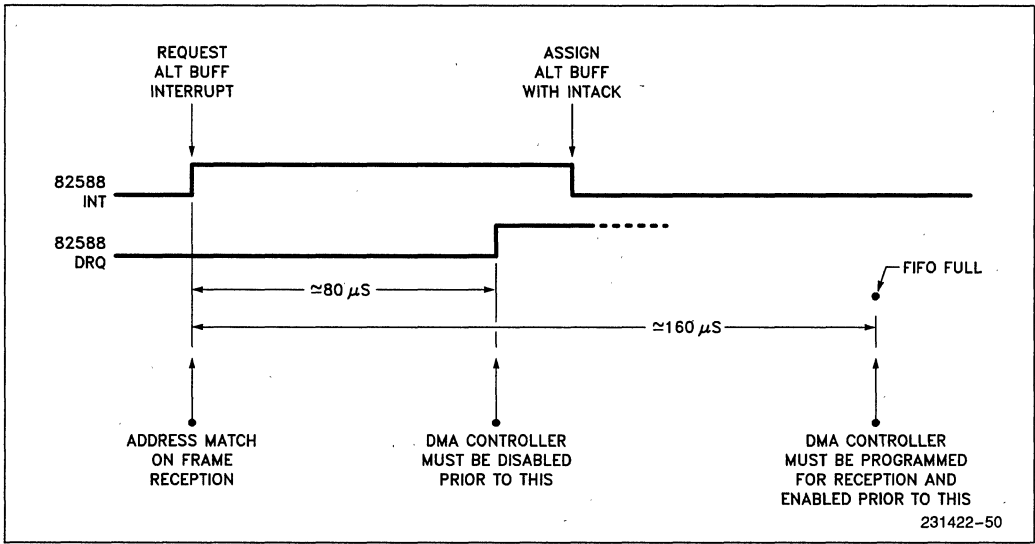 REQUEST
ALT BUFF
INTERRUPT
ASSIGN
ALT BUFF
WITH INTACK
82588
INT
82588
DRQ
FIFO FULL
≃80 µS
≃160 µS
ADDRESS MATCH
ON FRAME
RECEPTION
DMA CONTROLLER
MUST BE DISABLED
PRIOR TO THIS
DMA CONTROLLER
MUST BE PROGRAMMED
FOR RECEPTION AND
ENABLED PRIOR TO THIS
231422-50